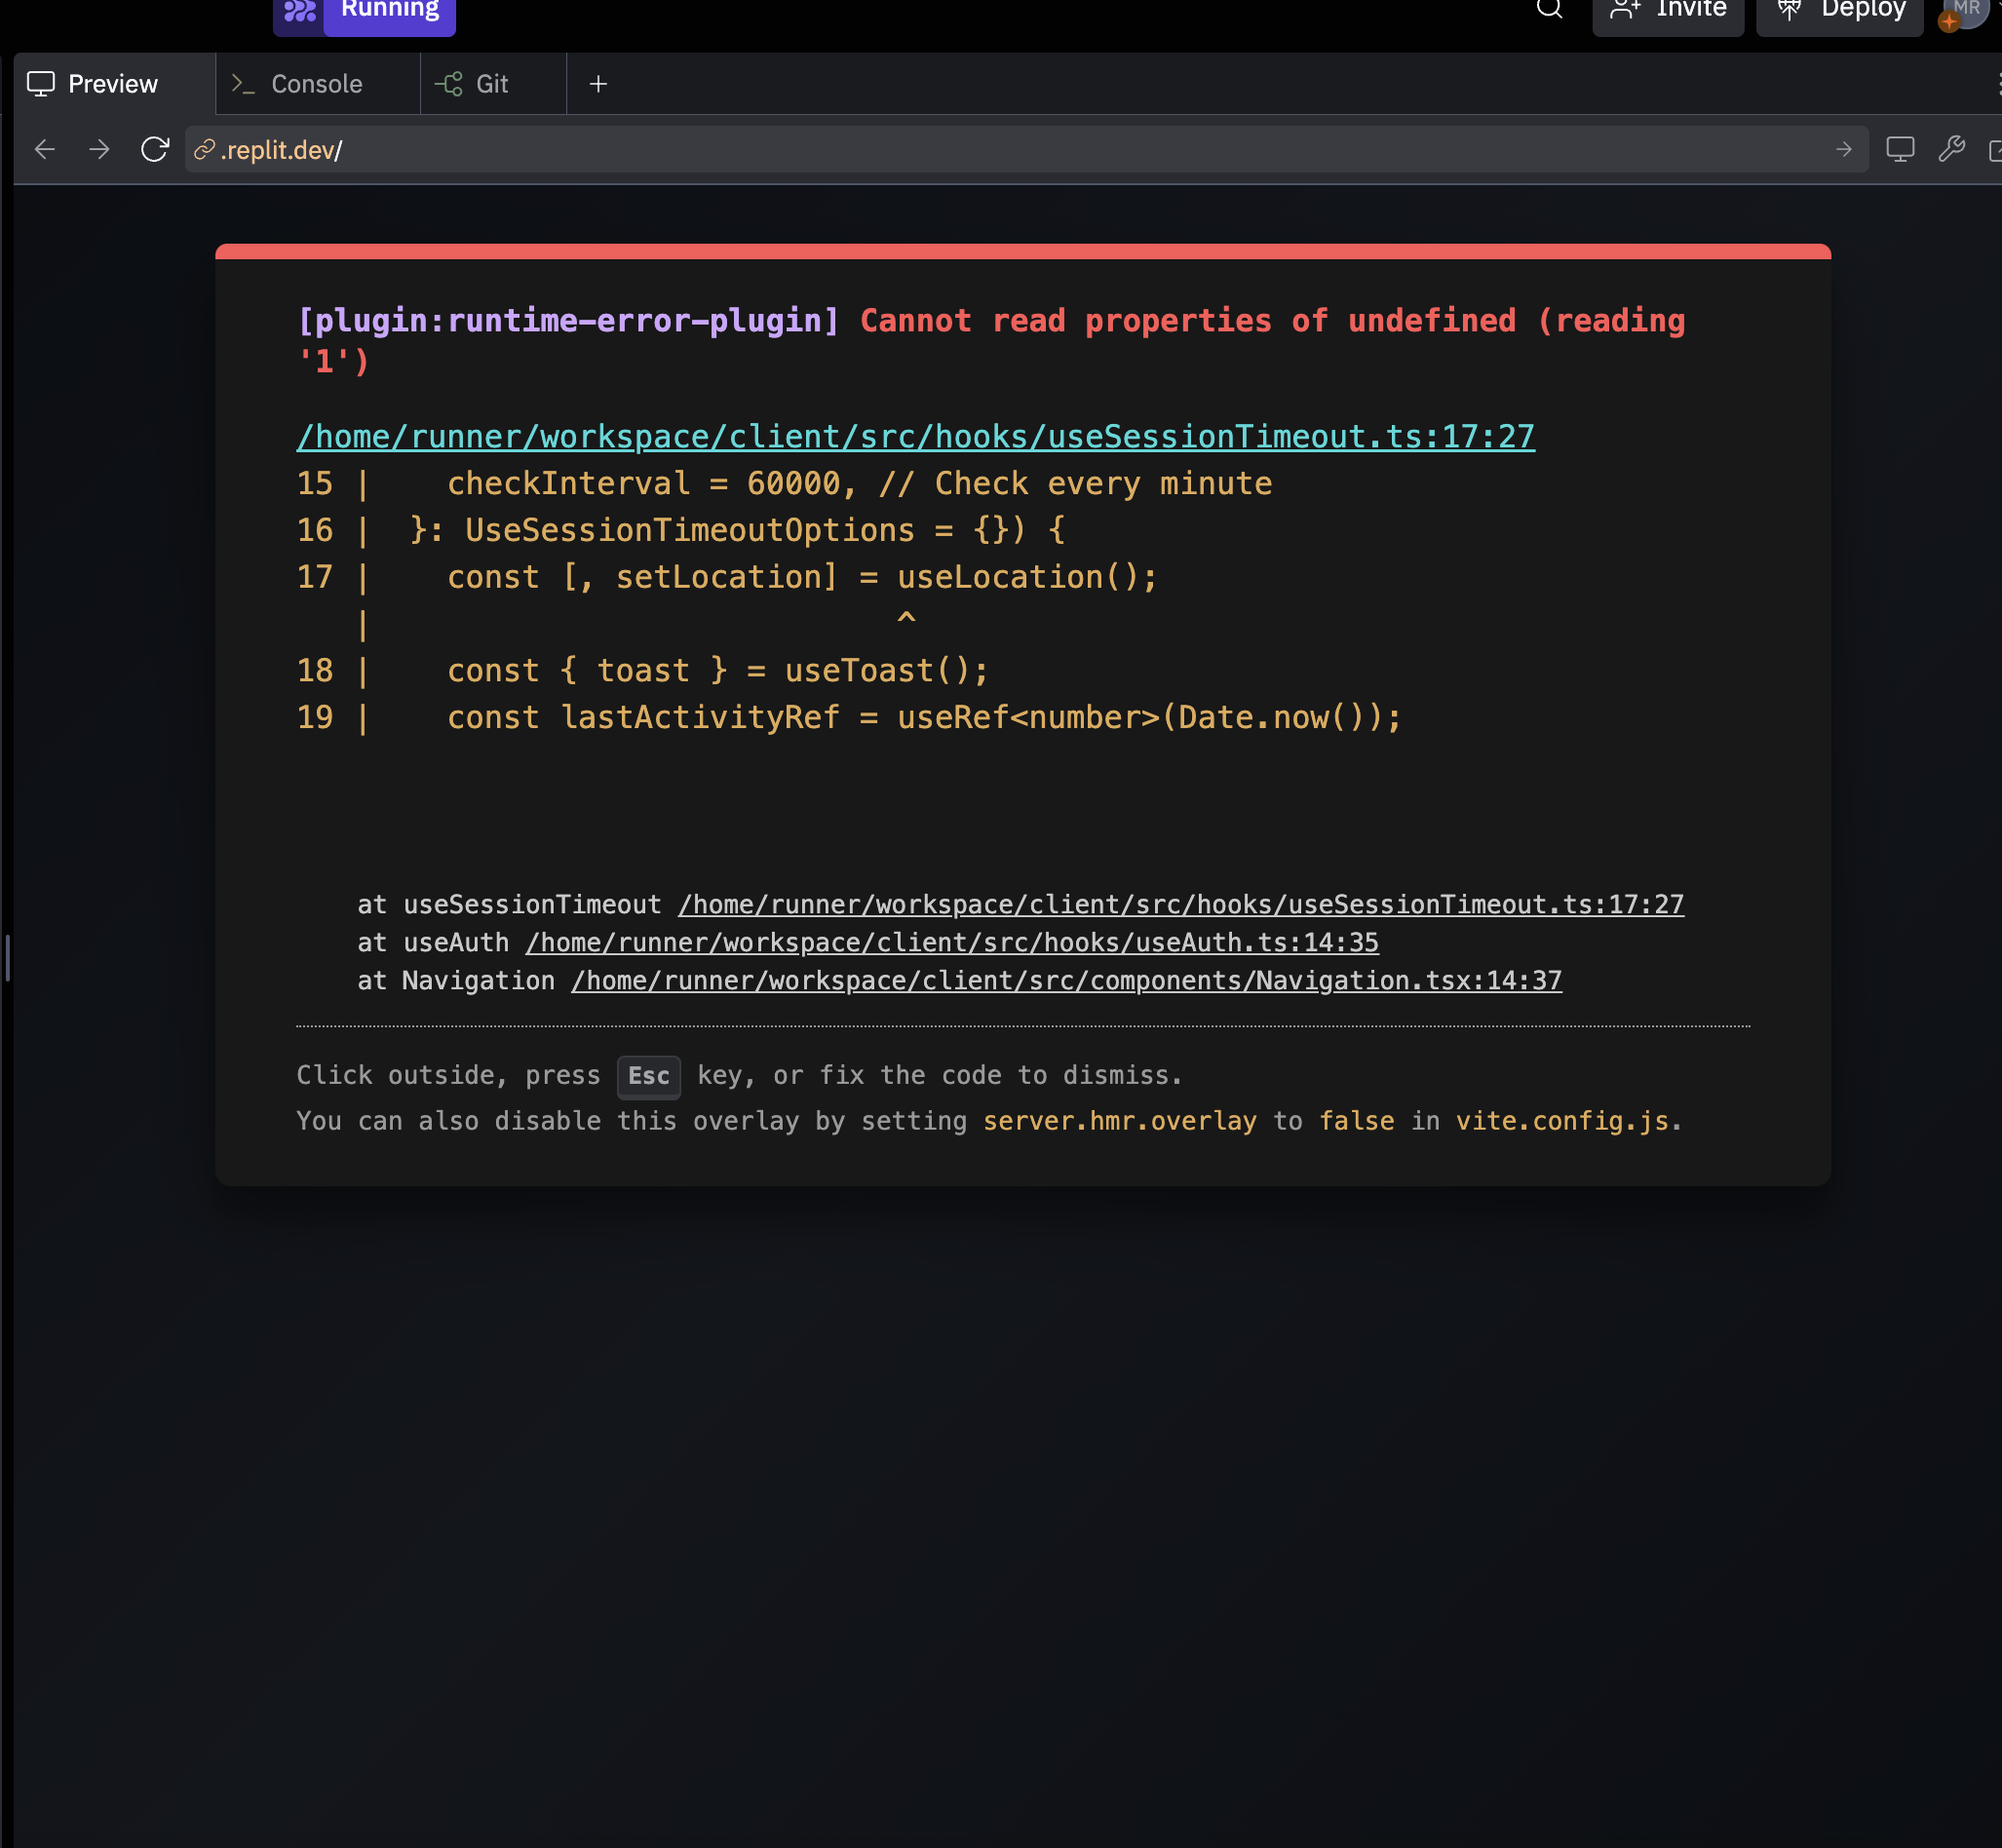 Running
Invite
Deploy
MR
Preview
>_ Console
Git
+
.replit.dev/
[plugin:runtime-error-plugin] Cannot read properties of undefined (reading
'1')
/home/runner/workspace/client/src/hooks/useSessionTimeout.ts:17:27
15 |    checkInterval = 60000, // Check every minute
16 |  }: UseSessionTimeoutOptions = {}) {
17 |    const [, setLocation] = useLocation();
   |                            ^
18 |    const { toast } = useToast();
19 |    const lastActivityRef = useRef<number>(Date.now());
at useSessionTimeout /home/runner/workspace/client/src/hooks/useSessionTimeout.ts:17:27
at useAuth /home/runner/workspace/client/src/hooks/useAuth.ts:14:35
at Navigation /home/runner/workspace/client/src/components/Navigation.tsx:14:37
Click outside, press Esc key, or fix the code to dismiss.
You can also disable this overlay by setting server.hmr.overlay to false in vite.config.js.